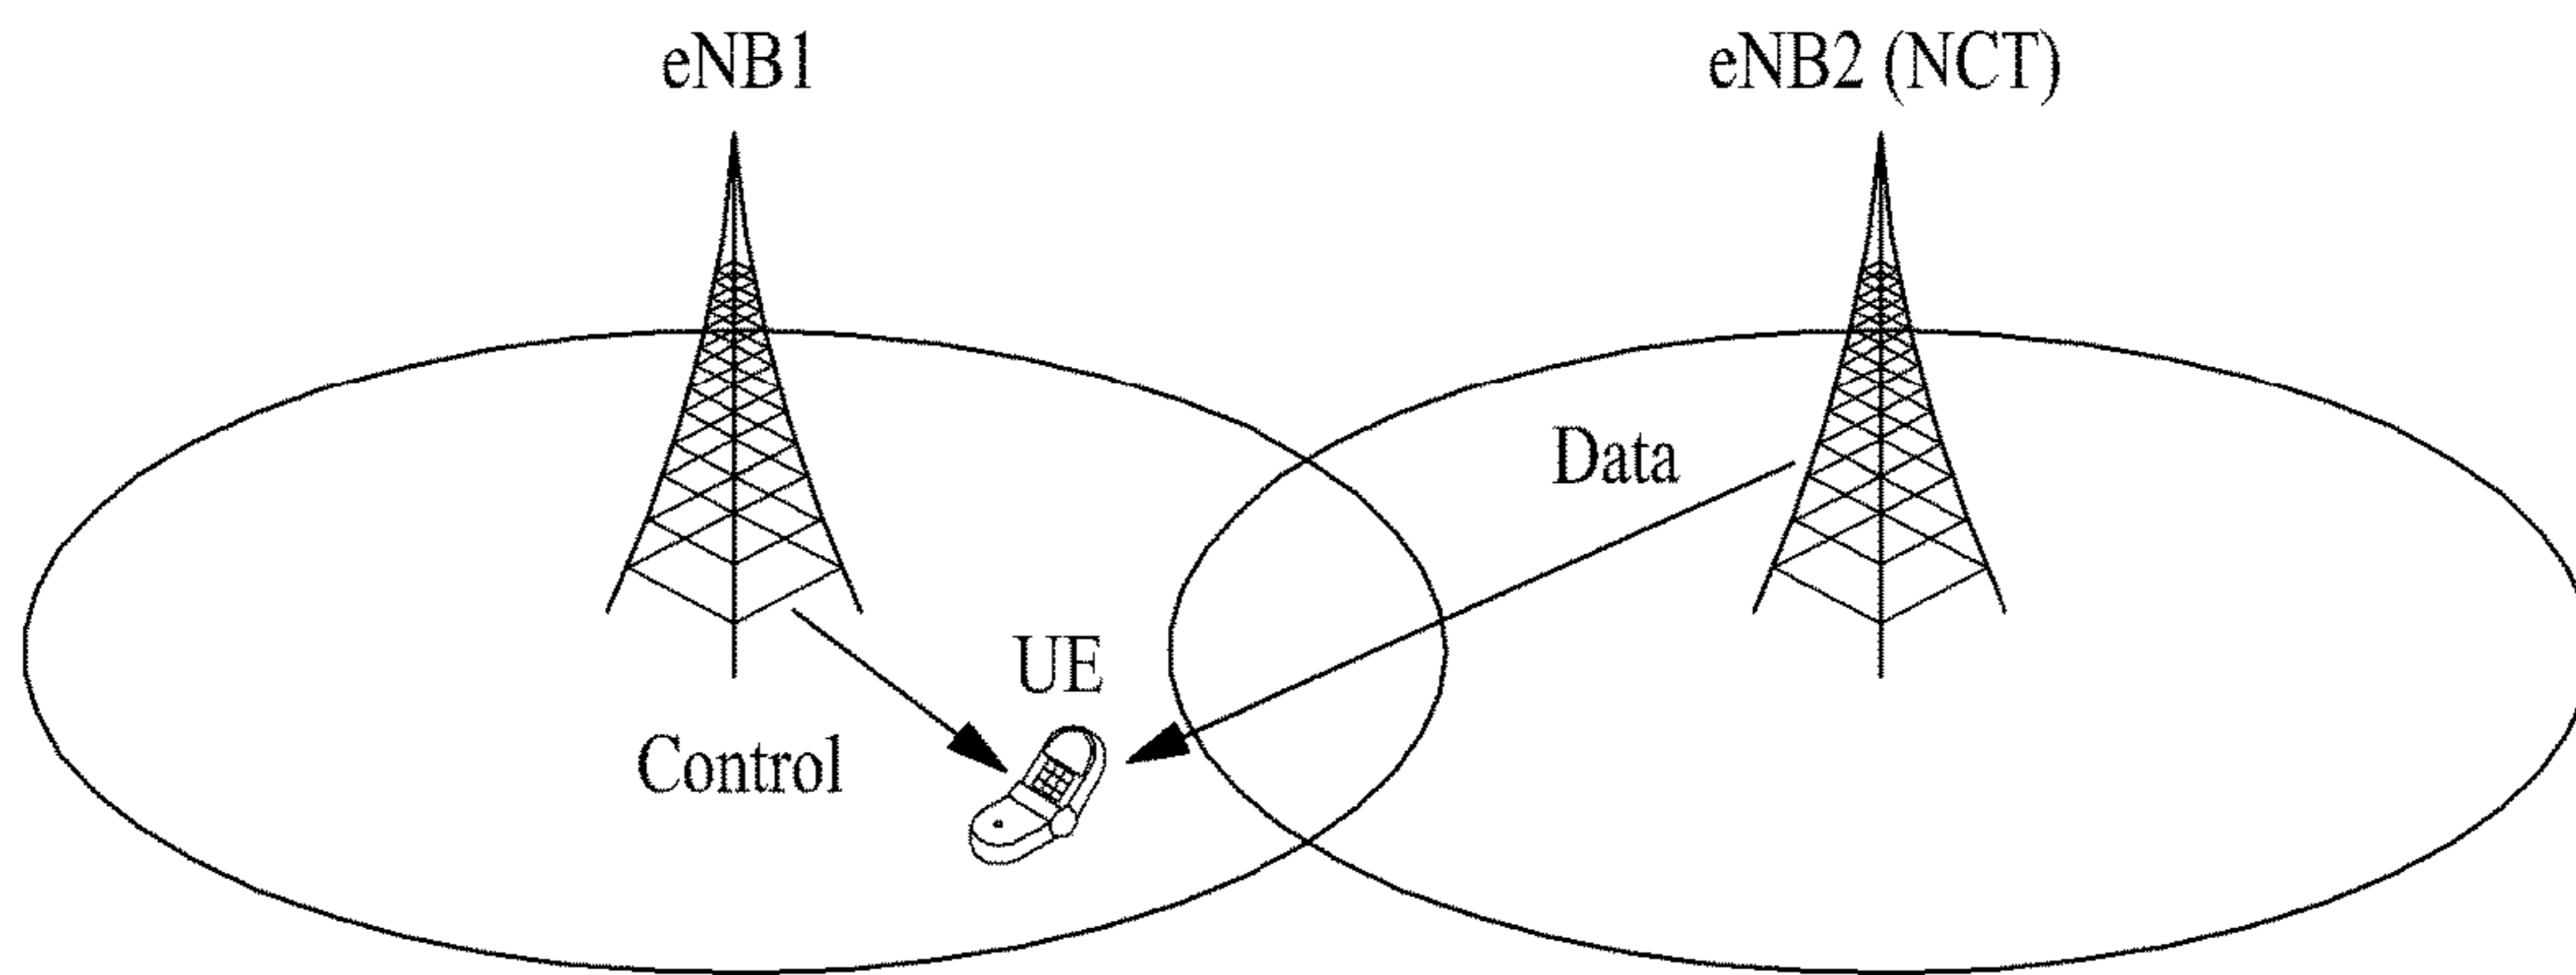 eNB1
eNB2 (NCT)
Data
UE
Control